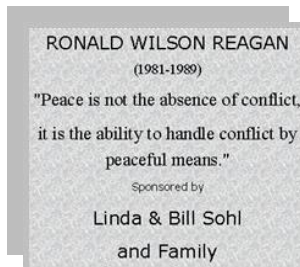 RONALD WILSON REAGAN
(1981-1989)
"Peace is not the absence of conflict,
it is the ability to handle conflict by
peaceful means."
Sponsored by
Linda & Bill Sohl
and Family